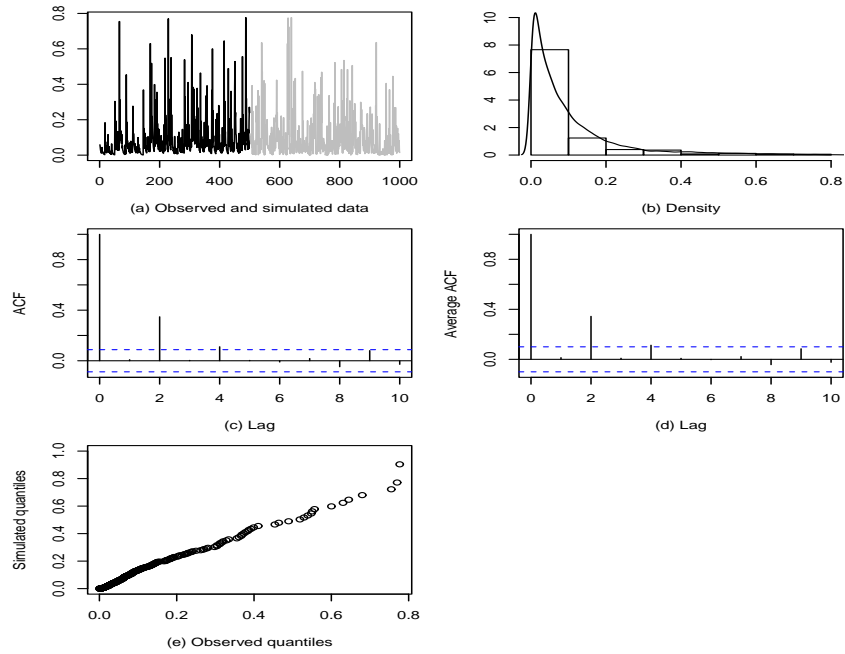 0.0 0.2 0.4 0.6 0.8
0 200 400 600 800 1000
(a) Observed and simulated data
0 2 4 6 8 10
0.0 0.2 0.4 0.6 0.8
(b) Density
ACF
0.0 0.4 0.8
0 2 4 6 8 10
(c) Lag
Average ACF
0.0 0.4 0.8
0 2 4 6 8 10
(d) Lag
Simulated quantiles
0.0 0.2 0.4 0.6 0.8 1.0
0.0 0.2 0.4 0.6 0.8
(e) Observed quantiles